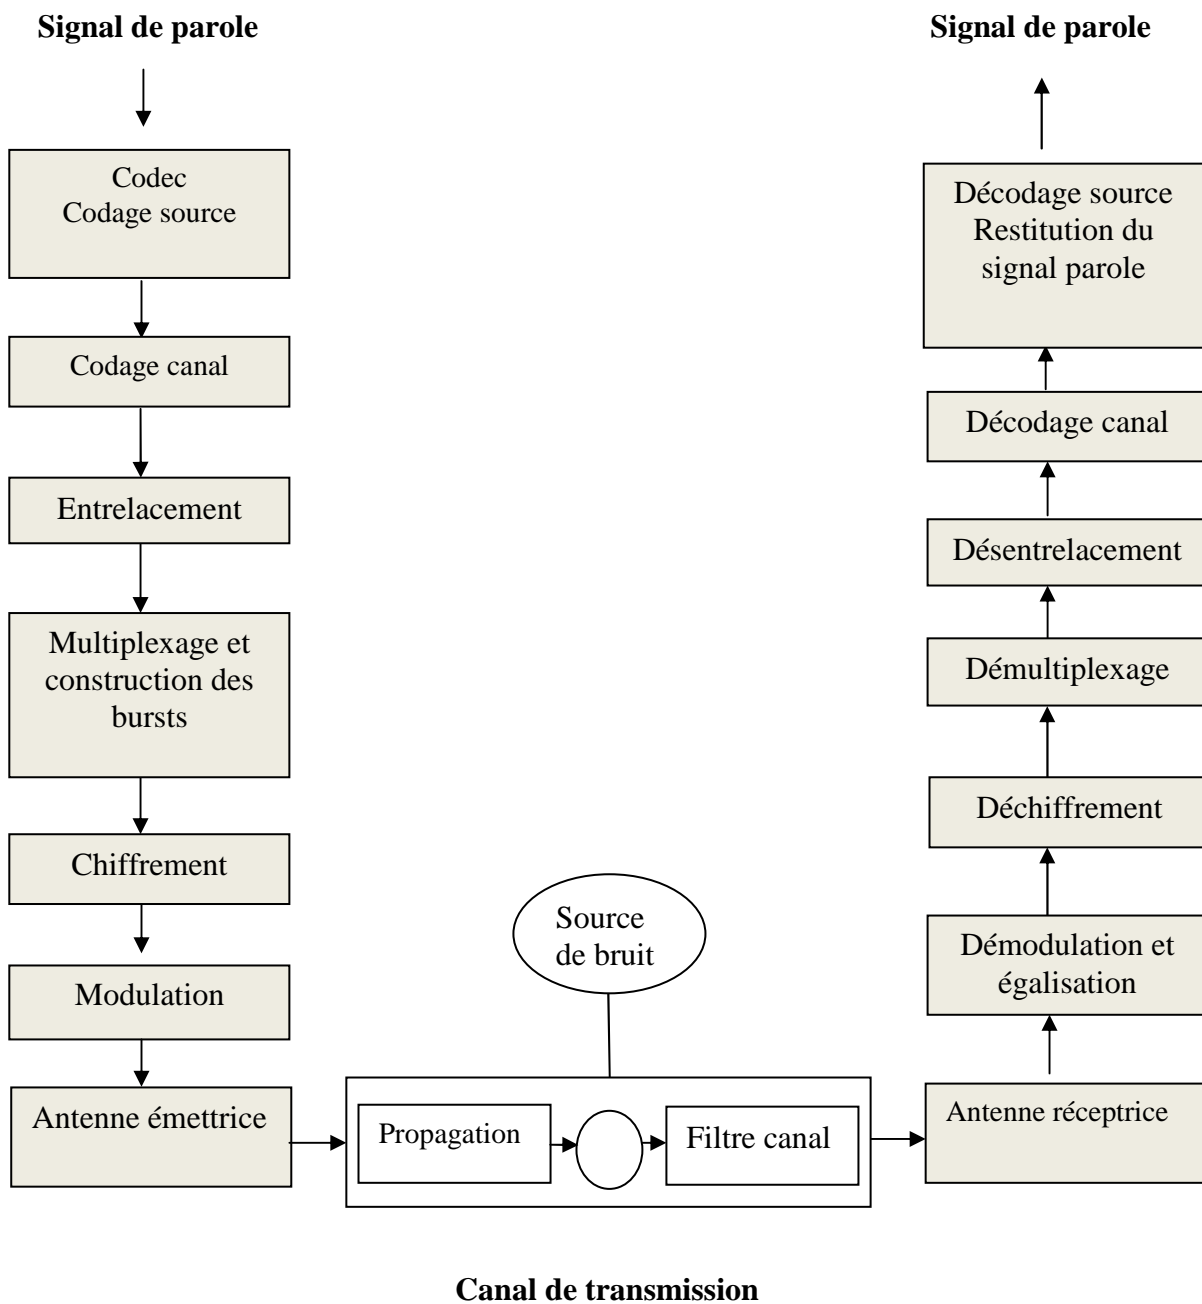 Signal de parole
Codec
Codage source
Codage canal
Entrelacement
Multiplexage et
construction des
bursts
Chiffrement
Modulation
Antenne émettrice
Source
de bruit
Propagation
Filtre canal
Canal de transmission
Signal de parole
Décodage source
Restitution du
signal parole
Décodage canal
Désentrelacement
Démultiplexage
Déchiffrement
Démodulation et
égalisation
Antenne réceptrice